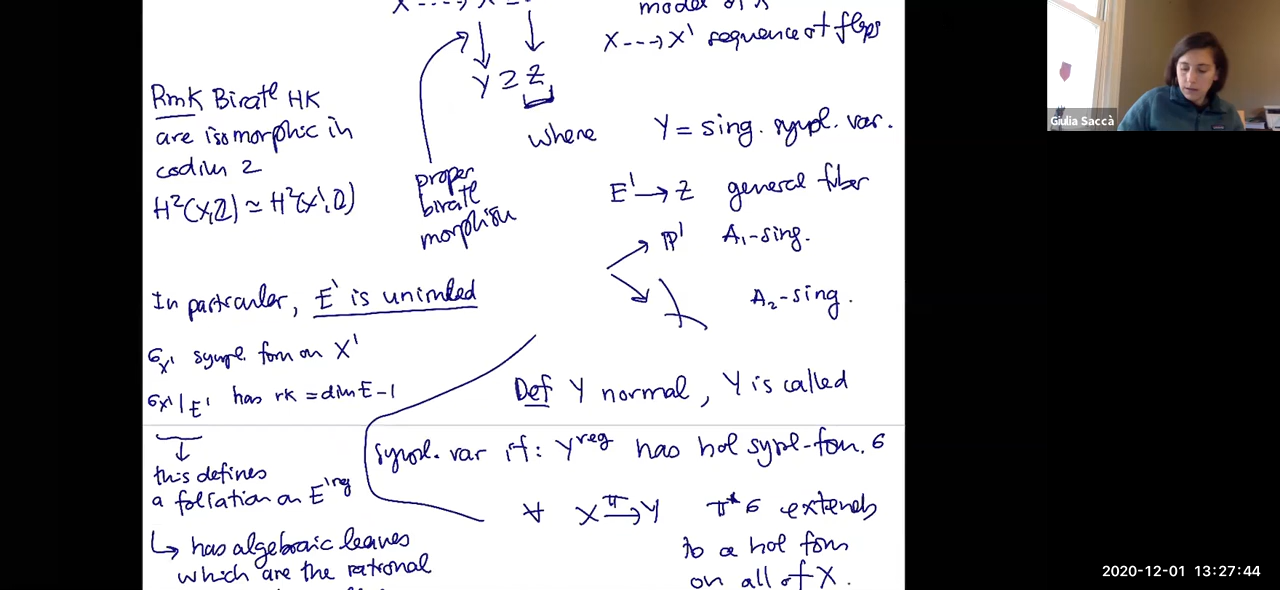 X ---→ X
model of X
X ---→ X' sequence of flops
Y ⊇ Z
Rmk Birat'l HK
are isomorphic in
codim 2
H²(X,Z) ≃ H²(X',Z)
proper
birat'l
morphism
where
Y = sing. sympl. var.
E' → Z general fiber
P¹ A₁-sing.
A₂-sing.
In particular, E' is uniruled
σ_X' sympl. form on X'
σ_X'|E' has rk = dim E - 1
↓
this defines
a foliation on E'^reg
↳ has algebraic leaves
which are the rational
Def Y normal, Y is called
sympl. var if: Y^reg has hol sympl-form. σ
∀ X →^π Y π*σ extends
to a hol form
on all of X.
Giulia Saccà
2020-12-01 13:27:44